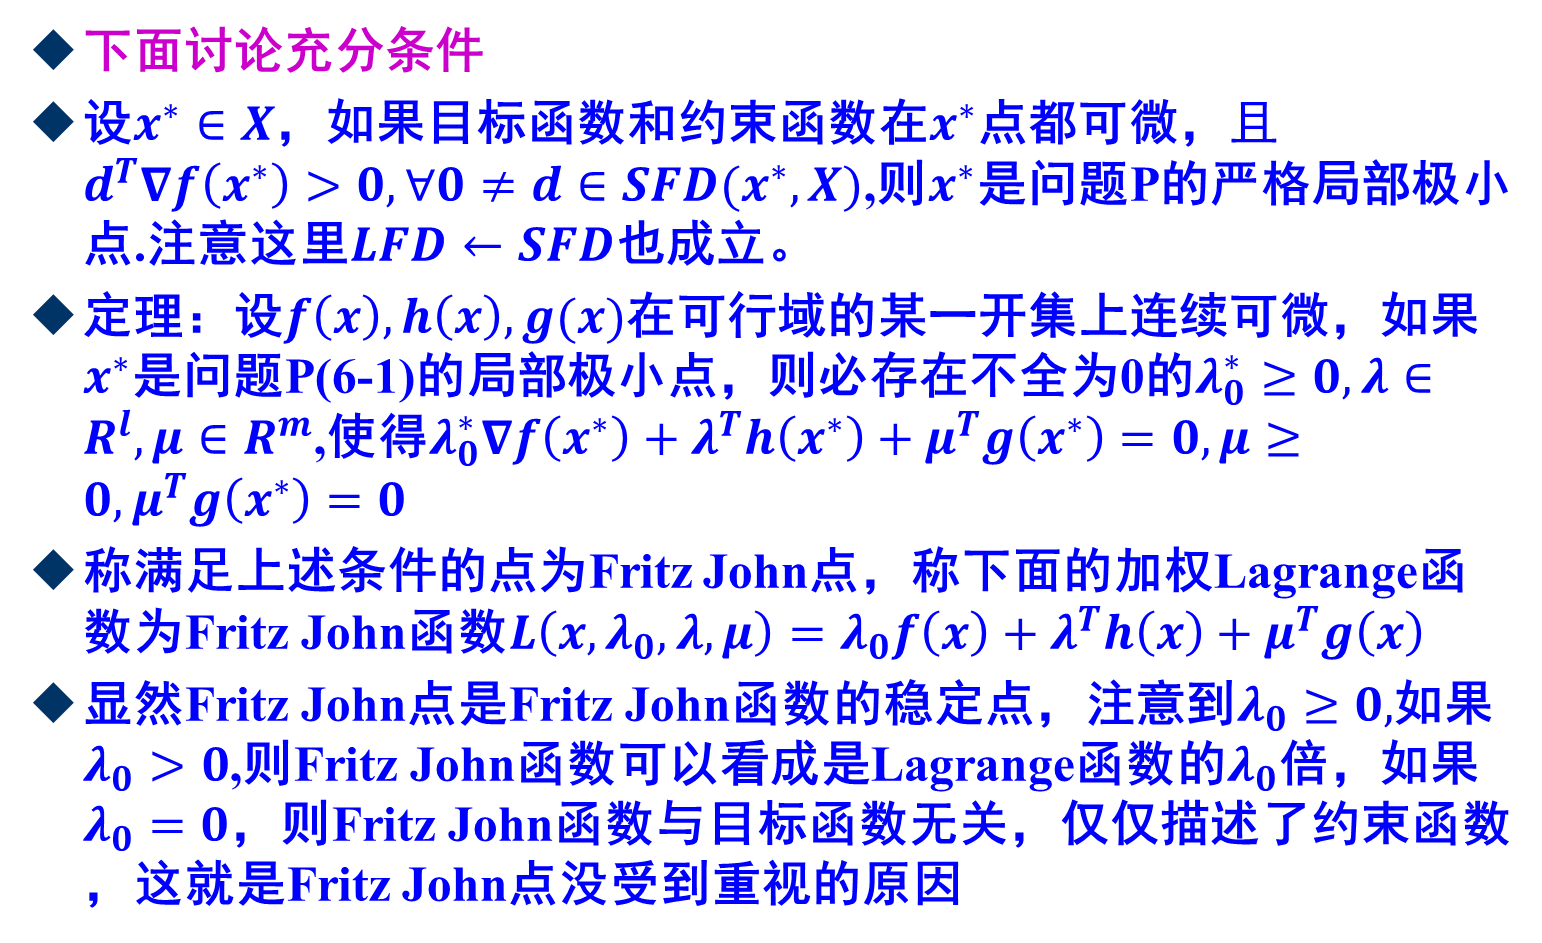 下面讨论充分条件
设x* ∈ X，如果目标函数和约束函数在x*点都可微，且
d^T∇f(x*) > 0, ∀0 ≠ d ∈ SFD(x*, X),则x*是问题P的严格局部极小
点.注意这里LFD ← SFD也成立。
定理：设f(x), h(x), g(x)在可行域的某一开集上连续可微，如果
x*是问题P(6-1)的局部极小点，则必存在不全为0的λ_0^* ≥ 0, λ ∈
R^l, μ ∈ R^m,使得λ_0^*∇f(x*) + λ^T h(x*) + μ^T g(x*) = 0, μ ≥
0, μ^T g(x*) = 0
称满足上述条件的点为Fritz John点，称下面的加权Lagrange函
数为Fritz John函数L(x, λ_0, λ, μ) = λ_0 f(x) + λ^T h(x) + μ^T g(x)
显然Fritz John点是Fritz John函数的稳定点，注意到λ_0 ≥ 0,如果
λ_0 > 0,则Fritz John函数可以看成是Lagrange函数的λ_0倍，如果
λ_0 = 0，则Fritz John函数与目标函数无关，仅仅描述了约束函数
，这就是Fritz John点没受到重视的原因